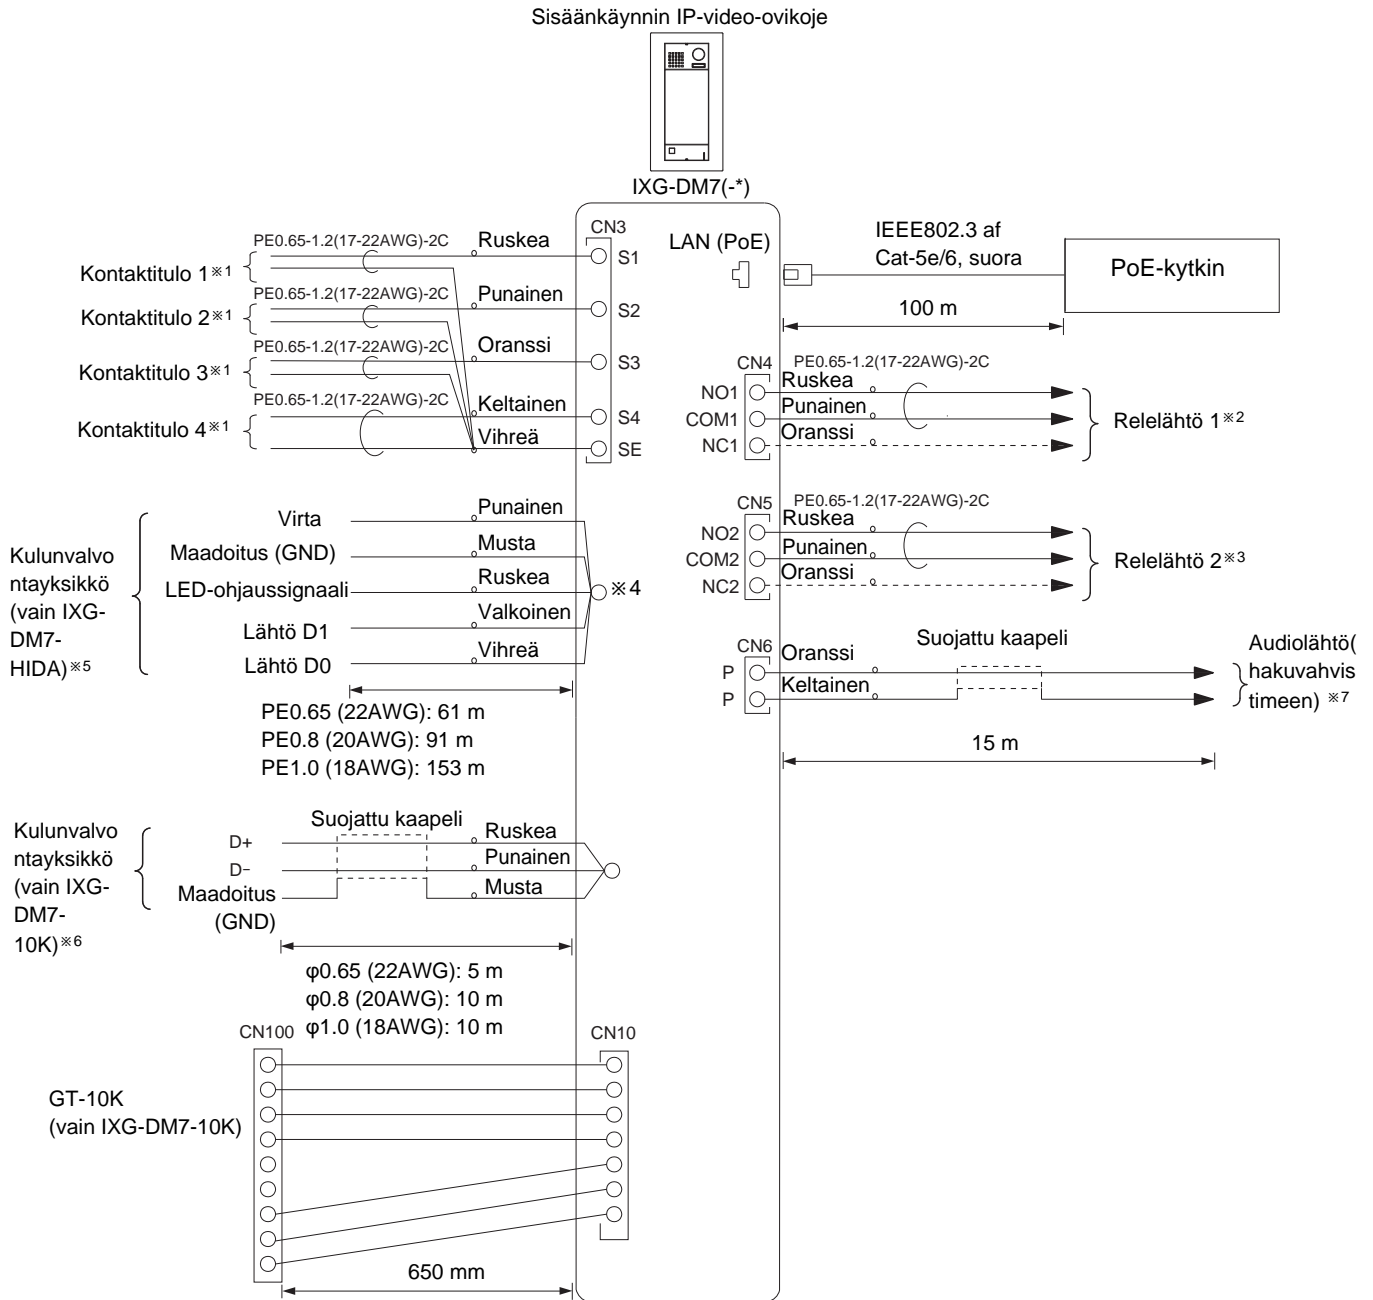 Sisäänkäynnin IP-video-ovikoje
IXG-DM7(-*)
CN3
PE0.65-1.2(17-22AWG)-2C
Ruskea
S1
Kontaktitulo 1※1
PE0.65-1.2(17-22AWG)-2C
Punainen
S2
Kontaktitulo 2※1
PE0.65-1.2(17-22AWG)-2C
Oranssi
S3
Kontaktitulo 3※1
PE0.65-1.2(17-22AWG)-2C
Keltainen
S4
Kontaktitulo 4※1
Vihreä
SE
LAN (PoE)
IEEE802.3 af
Cat-5e/6, suora
PoE-kytkin
100 m
CN4
PE0.65-1.2(17-22AWG)-2C
NO1
Ruskea
COM1
Punainen
NC1
Oranssi
Relelähtö 1※2
CN5
PE0.65-1.2(17-22AWG)-2C
NO2
Ruskea
COM2
Punainen
NC2
Oranssi
Relelähtö 2※3
CN6
Suojattu kaapeli
P
Oranssi
P
Keltainen
Audiolähtö(
hakuvahvis
timeen) ※7
15 m
Kulunvalvo
ntayksikkö
(vain IXG-
DM7-
HIDA)※5
Virta
Punainen
Maadoitus (GND)
Musta
LED-ohjaussignaali
Ruskea
※4
Lähtö D1
Valkoinen
Lähtö D0
Vihreä
PE0.65 (22AWG): 61 m
PE0.8 (20AWG): 91 m
PE1.0 (18AWG): 153 m
Kulunvalvo
ntayksikkö
(vain IXG-
DM7-
10K)※6
Suojattu kaapeli
D+
Ruskea
D−
Punainen
Maadoitus
(GND)
Musta
φ0.65 (22AWG): 5 m
φ0.8 (20AWG): 10 m
φ1.0 (18AWG): 10 m
CN100
CN10
GT-10K
(vain IXG-DM7-10K)
650 mm